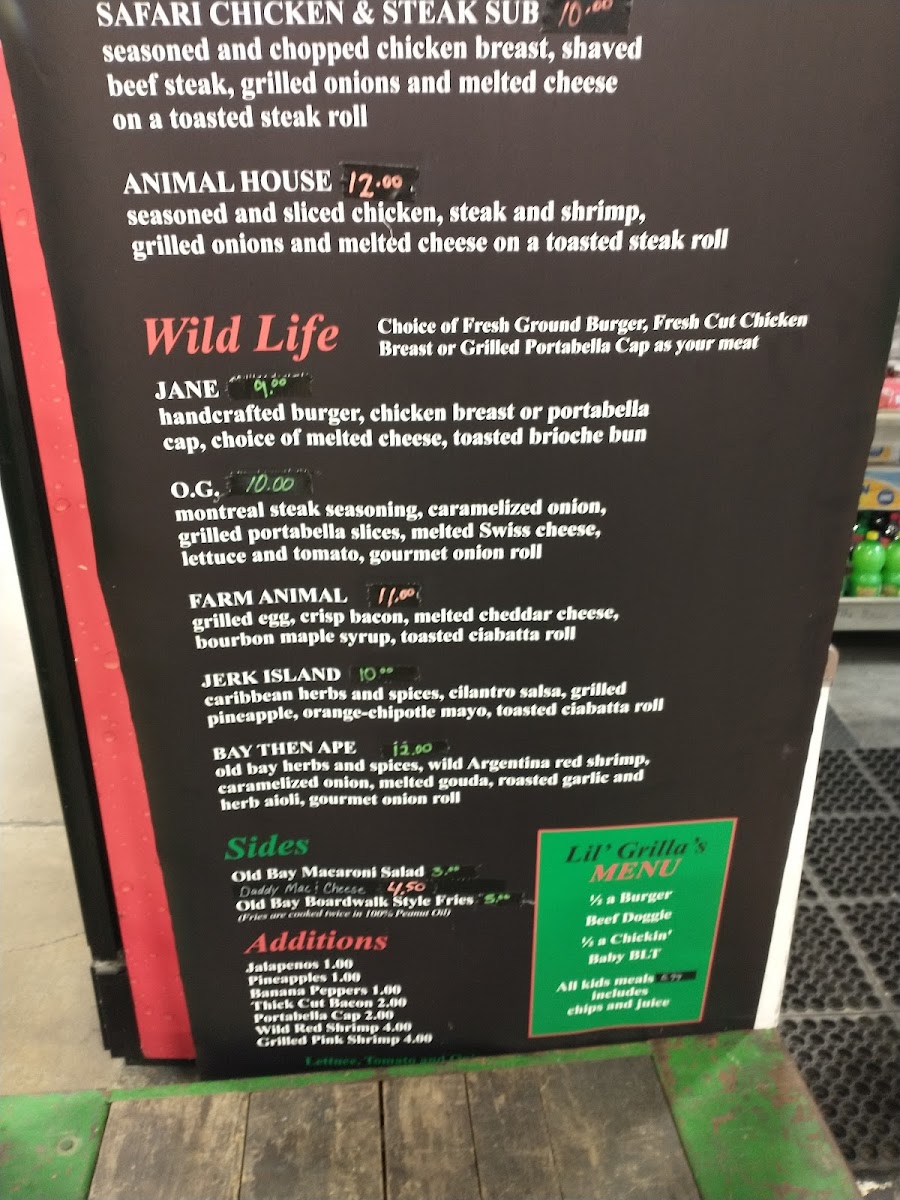 SAFARI CHICKEN & STEAK SUB 10.00
seasoned and chopped chicken breast, shaved
beef steak, grilled onions and melted cheese
on a toasted steak roll
ANIMAL HOUSE 12.00
seasoned and sliced chicken, steak and shrimp,
grilled onions and melted cheese on a toasted steak roll
Wild Life
Choice of Fresh Ground Burger, Fresh Cut Chicken
Breast or Grilled Portabella Cap as your meat
JANE 9.00
handcrafted burger, chicken breast or portabella
cap, choice of melted cheese, toasted brioche bun
O.G. 10.00
montreal steak seasoning, caramelized onion,
grilled portabella slices, melted Swiss cheese,
lettuce and tomato, gourmet onion roll
FARM ANIMAL 11.00
grilled egg, crisp bacon, melted cheddar cheese,
bourbon maple syrup, toasted ciabatta roll
JERK ISLAND 10.00
caribbean herbs and spices, cilantro salsa, grilled
pineapple, orange-chipotle mayo, toasted ciabatta roll
BAY THEN APE 12.00
old bay herbs and spices, wild Argentina red shrimp,
caramelized onion, melted gouda, roasted garlic and
herb aioli, gourmet onion roll
Sides
Old Bay Macaroni Salad
Daddy Mac i Cheese 4.50
Old Bay Boardwalk Style Fries 5.00
(Fries are cooked twice in 100% Peanut Oil)
Additions
Jalapenos 1.00
Pineapples 1.00
Banana Peppers 1.00
Thick Cut Bacon 2.00
Portabella Cap 2.00
Wild Red Shrimp 4.00
Grilled Pink Shrimp 4.00
Lettuce, Tomato and
Lil' Grilla's
MENU
½ a Burger
Beef Doggie
½ a Chickin'
Baby BLT
All kids meals
includes
chips and juice